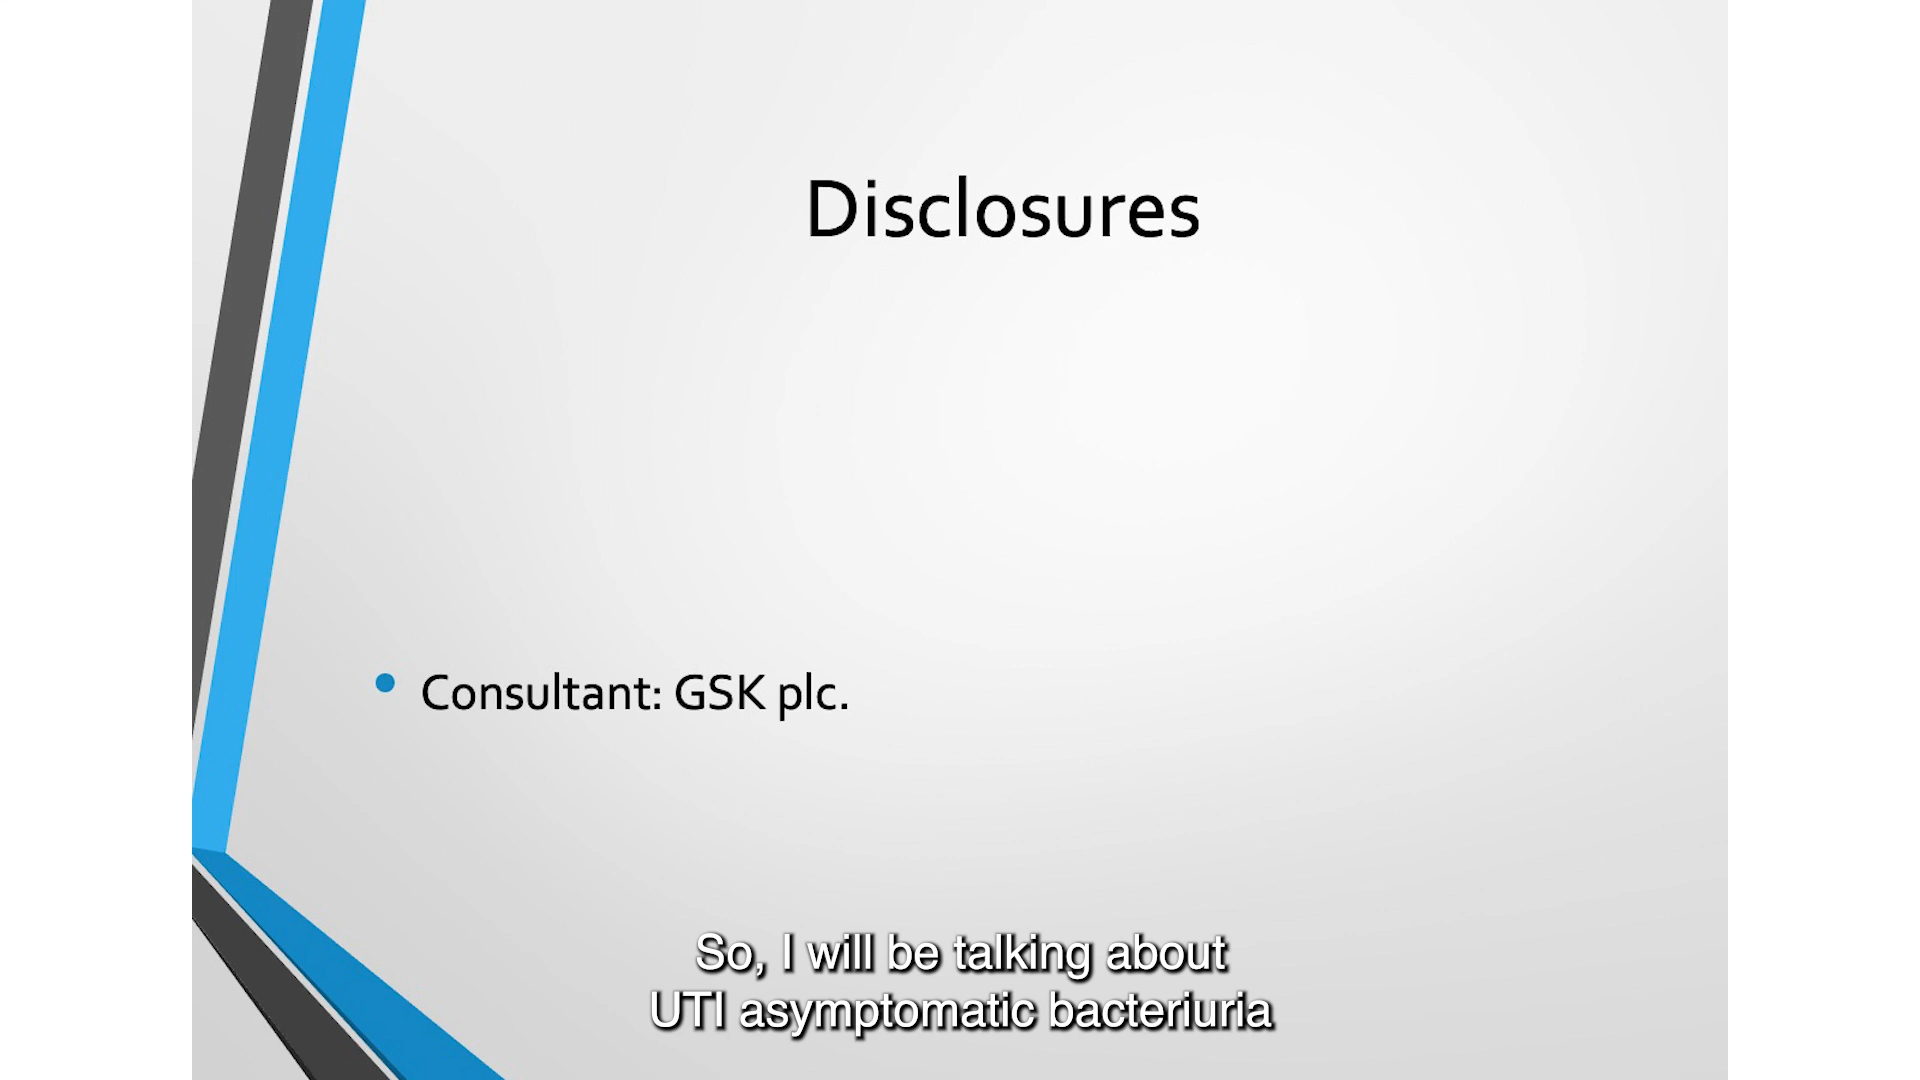 Disclosures
• Consultant: GSK plc.
So, I will be talking about
UTI asymptomatic bacteriuria